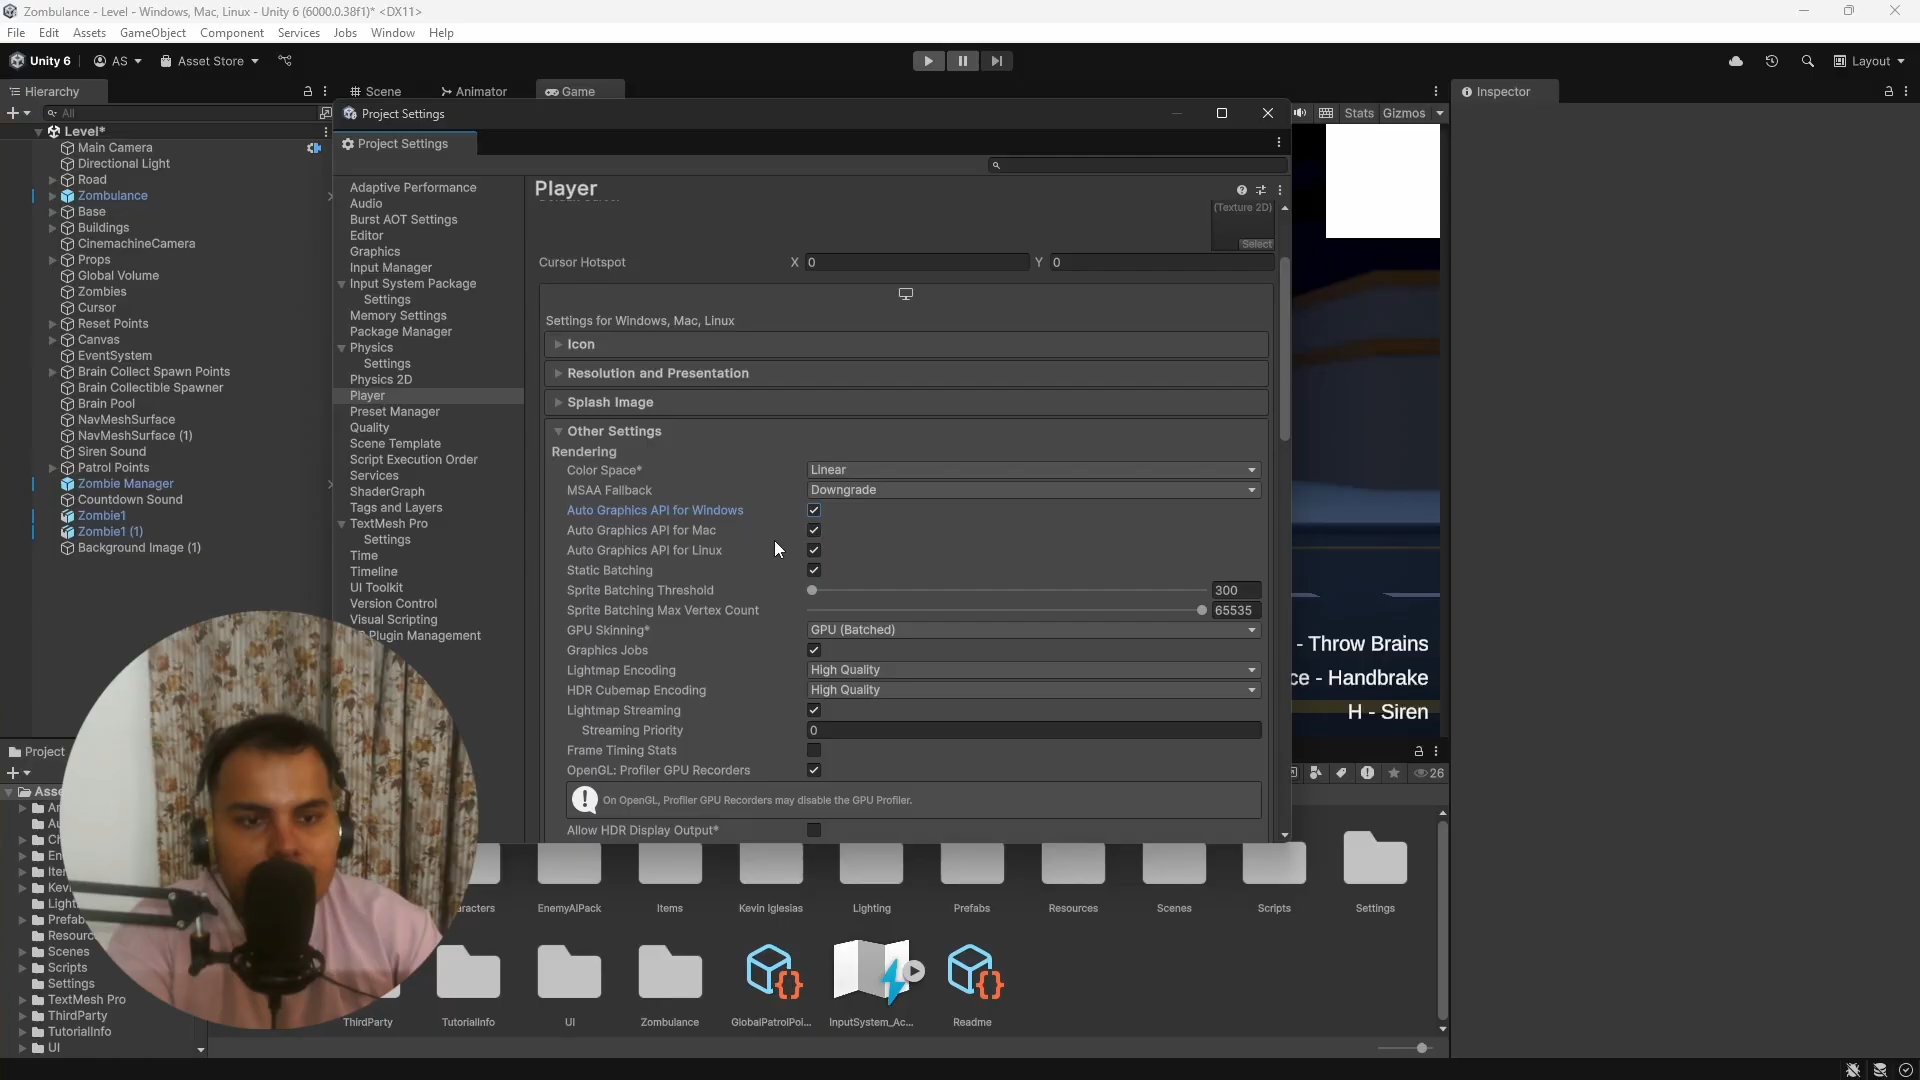 Zombulance - Level - Windows, Mac, Linux - Unity 6 (6000.0.38f1)* <DX11>
File Edit Assets GameObject Component Services Jobs Window Help
Unity 6 AS Asset Store Layout
Hierarchy Scene Animator Game Inspector
All
Project Settings
Stats Gizmos
Level*
Main Camera
Directional Light
Road
Zombulance
Base
Buildings
CinemachineCamera
Props
Global Volume
Zombies
Cursor
Reset Points
Canvas
EventSystem
Brain Collect Spawn Points
Brain Collectible Spawner
Brain Pool
NavMeshSurface
NavMeshSurface (1)
Siren Sound
Patrol Points
Zombie Manager
Countdown Sound
Zombie1
Zombie1 (1)
Background Image (1)
Project Settings
Adaptive Performance
Audio
Burst AOT Settings
Editor
Graphics
Input Manager
Input System Package
Settings
Memory Settings
Package Manager
Physics
Settings
Physics 2D
Player
Preset Manager
Quality
Scene Template
Script Execution Order
Services
ShaderGraph
Tags and Layers
TextMesh Pro
Settings
Time
Timeline
UI Toolkit
Version Control
Visual Scripting
Plugin Management
Player
(Texture 2D)
Select
Cursor Hotspot X 0 Y 0
Settings for Windows, Mac, Linux
Icon
Resolution and Presentation
Splash Image
Other Settings
Rendering
Color Space* Linear
MSAA Fallback Downgrade
Auto Graphics API for Windows
Auto Graphics API for Mac
Auto Graphics API for Linux
Static Batching
Sprite Batching Threshold 300
Sprite Batching Max Vertex Count 65535
GPU Skinning* GPU (Batched)
Graphics Jobs
Lightmap Encoding High Quality
HDR Cubemap Encoding High Quality
Lightmap Streaming
Streaming Priority 0
Frame Timing Stats
OpenGL: Profiler GPU Recorders
On OpenGL, Profiler GPU Recorders may disable the GPU Profiler.
Allow HDR Display Output*
- Throw Brains
ce - Handbrake
H - Siren
Project
26
Asse
Ar
Au
Ch
En
Iter
Kevi
Light
Prefab
Resourc
Scenes
Scripts
Settings
TextMesh Pro
ThirdParty
TutorialInfo
UI
aracters EnemyAIPack Items Kevin Iglesias Lighting Prefabs Resources Scenes Scripts Settings
ThirdParty TutorialInfo UI Zombulance GlobalPatrolPoi... InputSystem_Ac... Readme